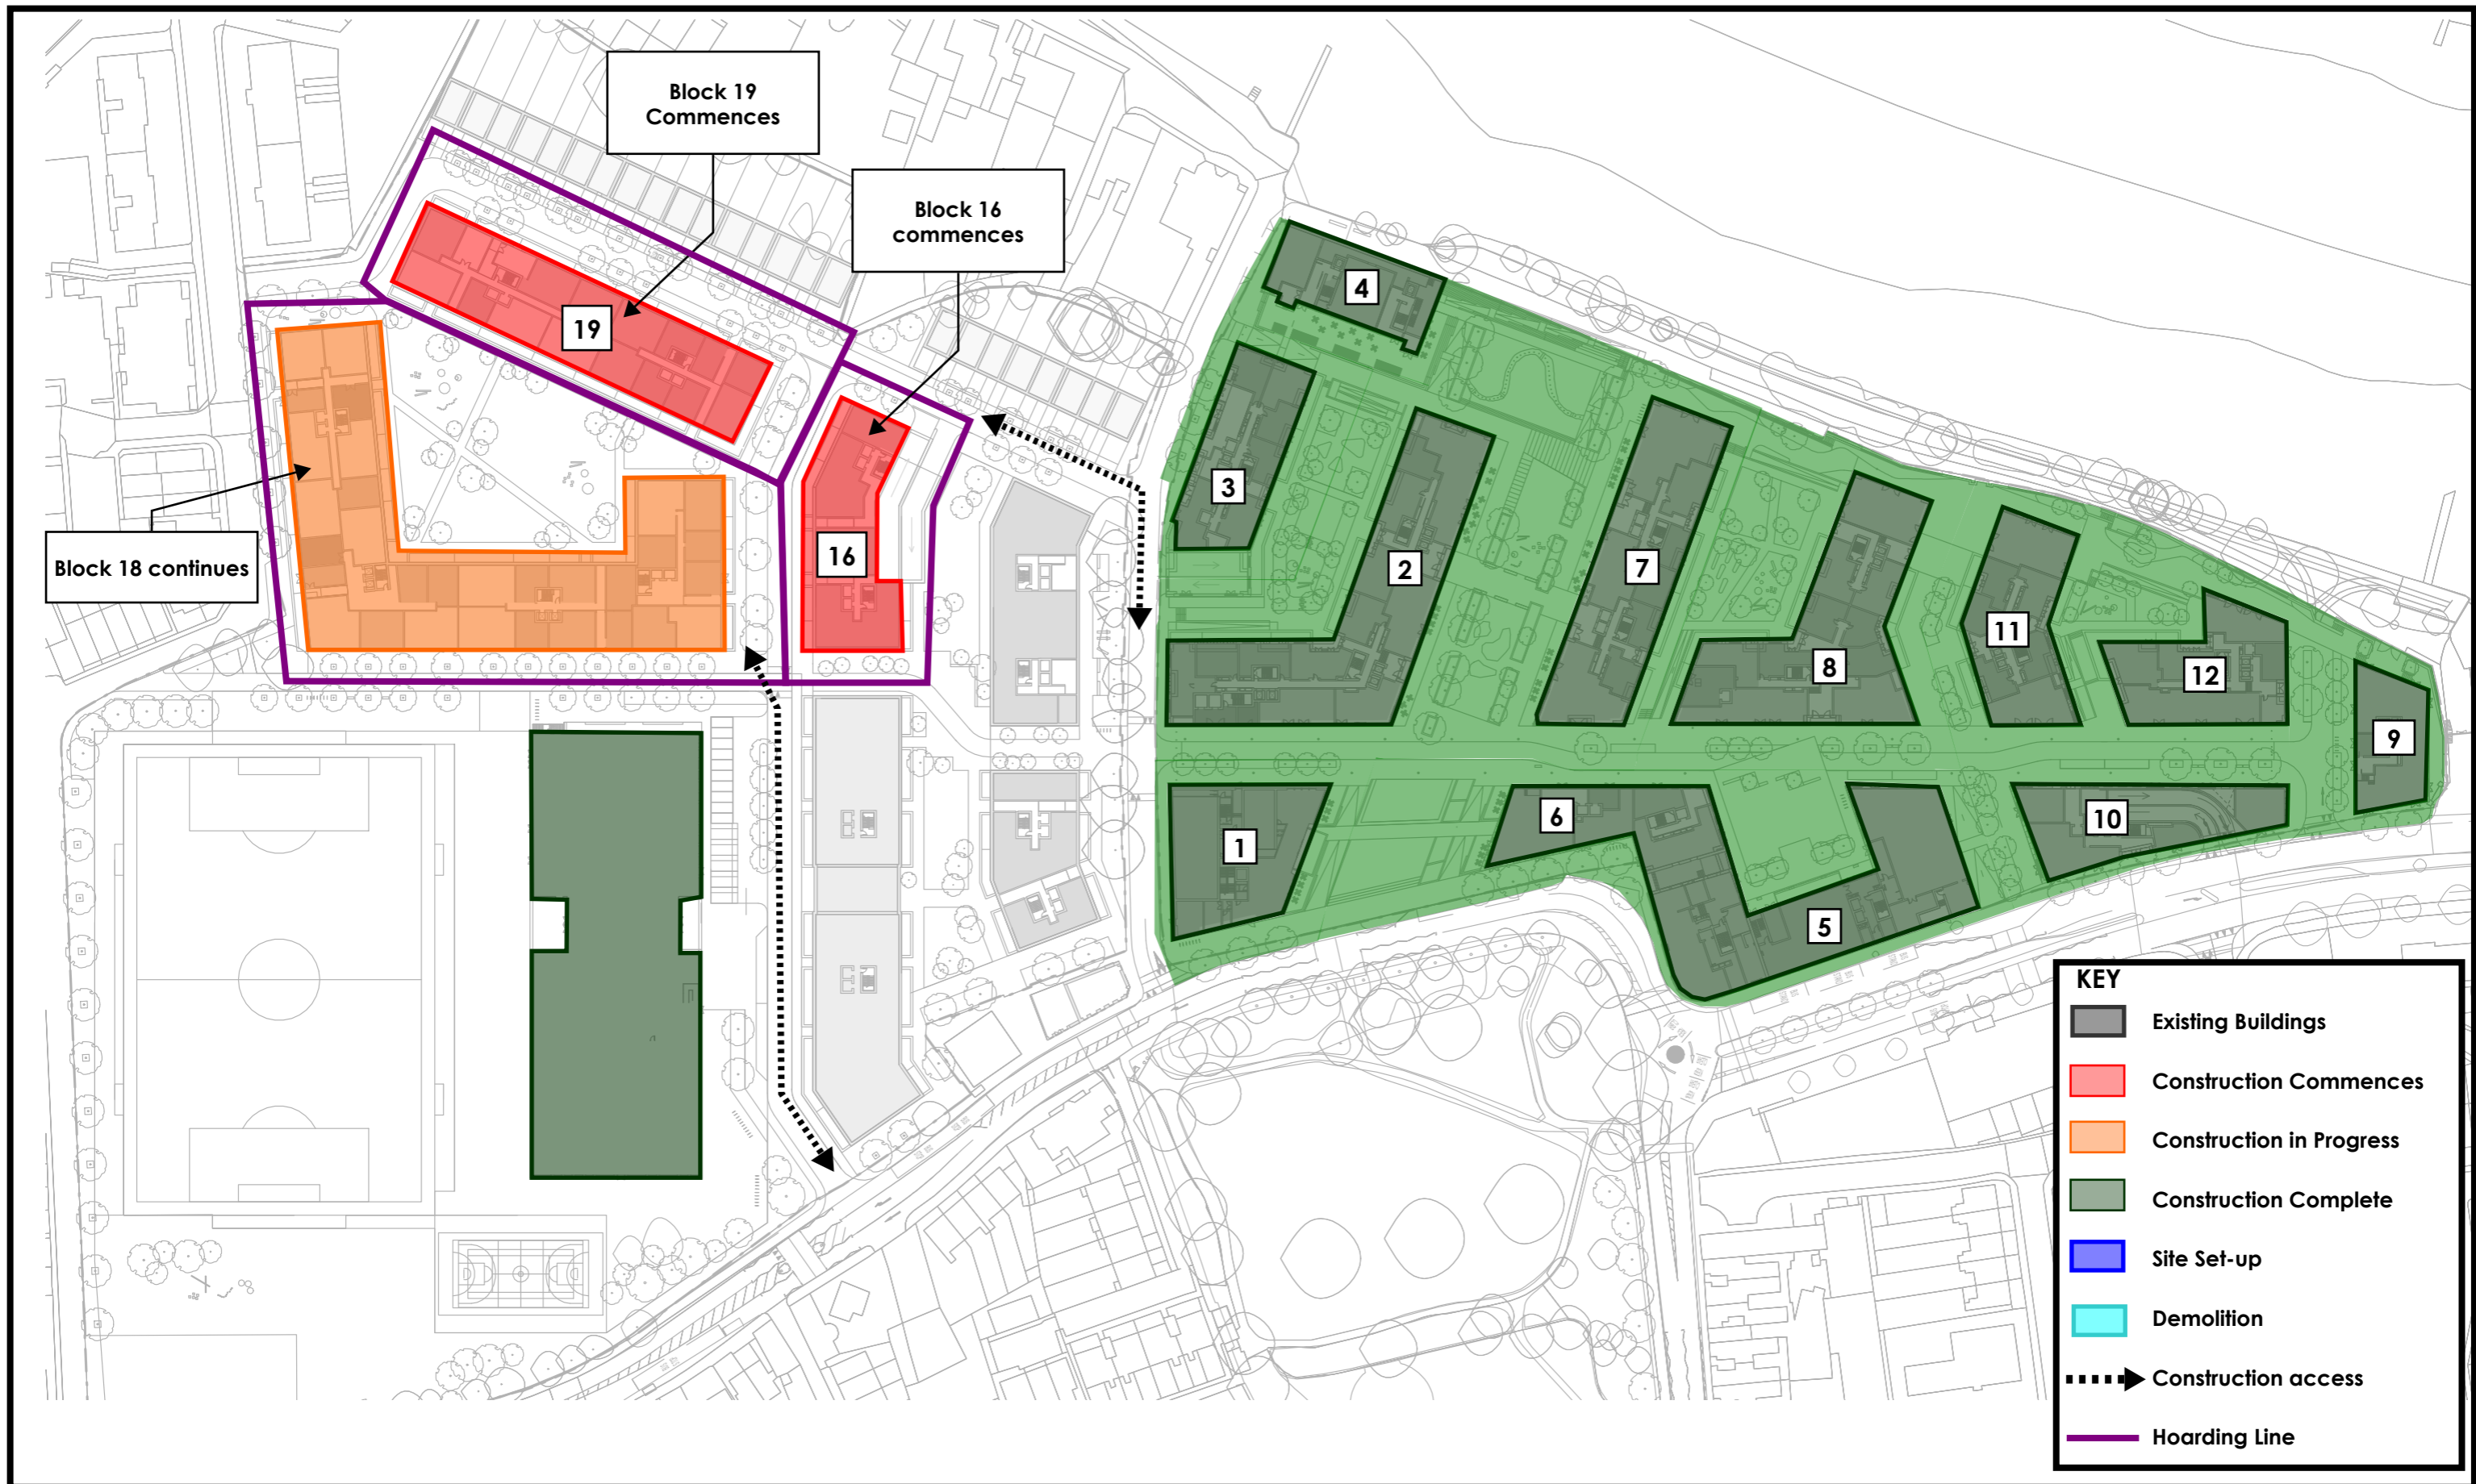 Block 19
Commences
Block 16
commences
Block 18 continues
19
16
4
3
2
7
8
11
12
9
1
6
5
10
KEY
Existing Buildings
Construction Commences
Construction in Progress
Construction Complete
Site Set-up
Demolition
Construction access
Hoarding Line